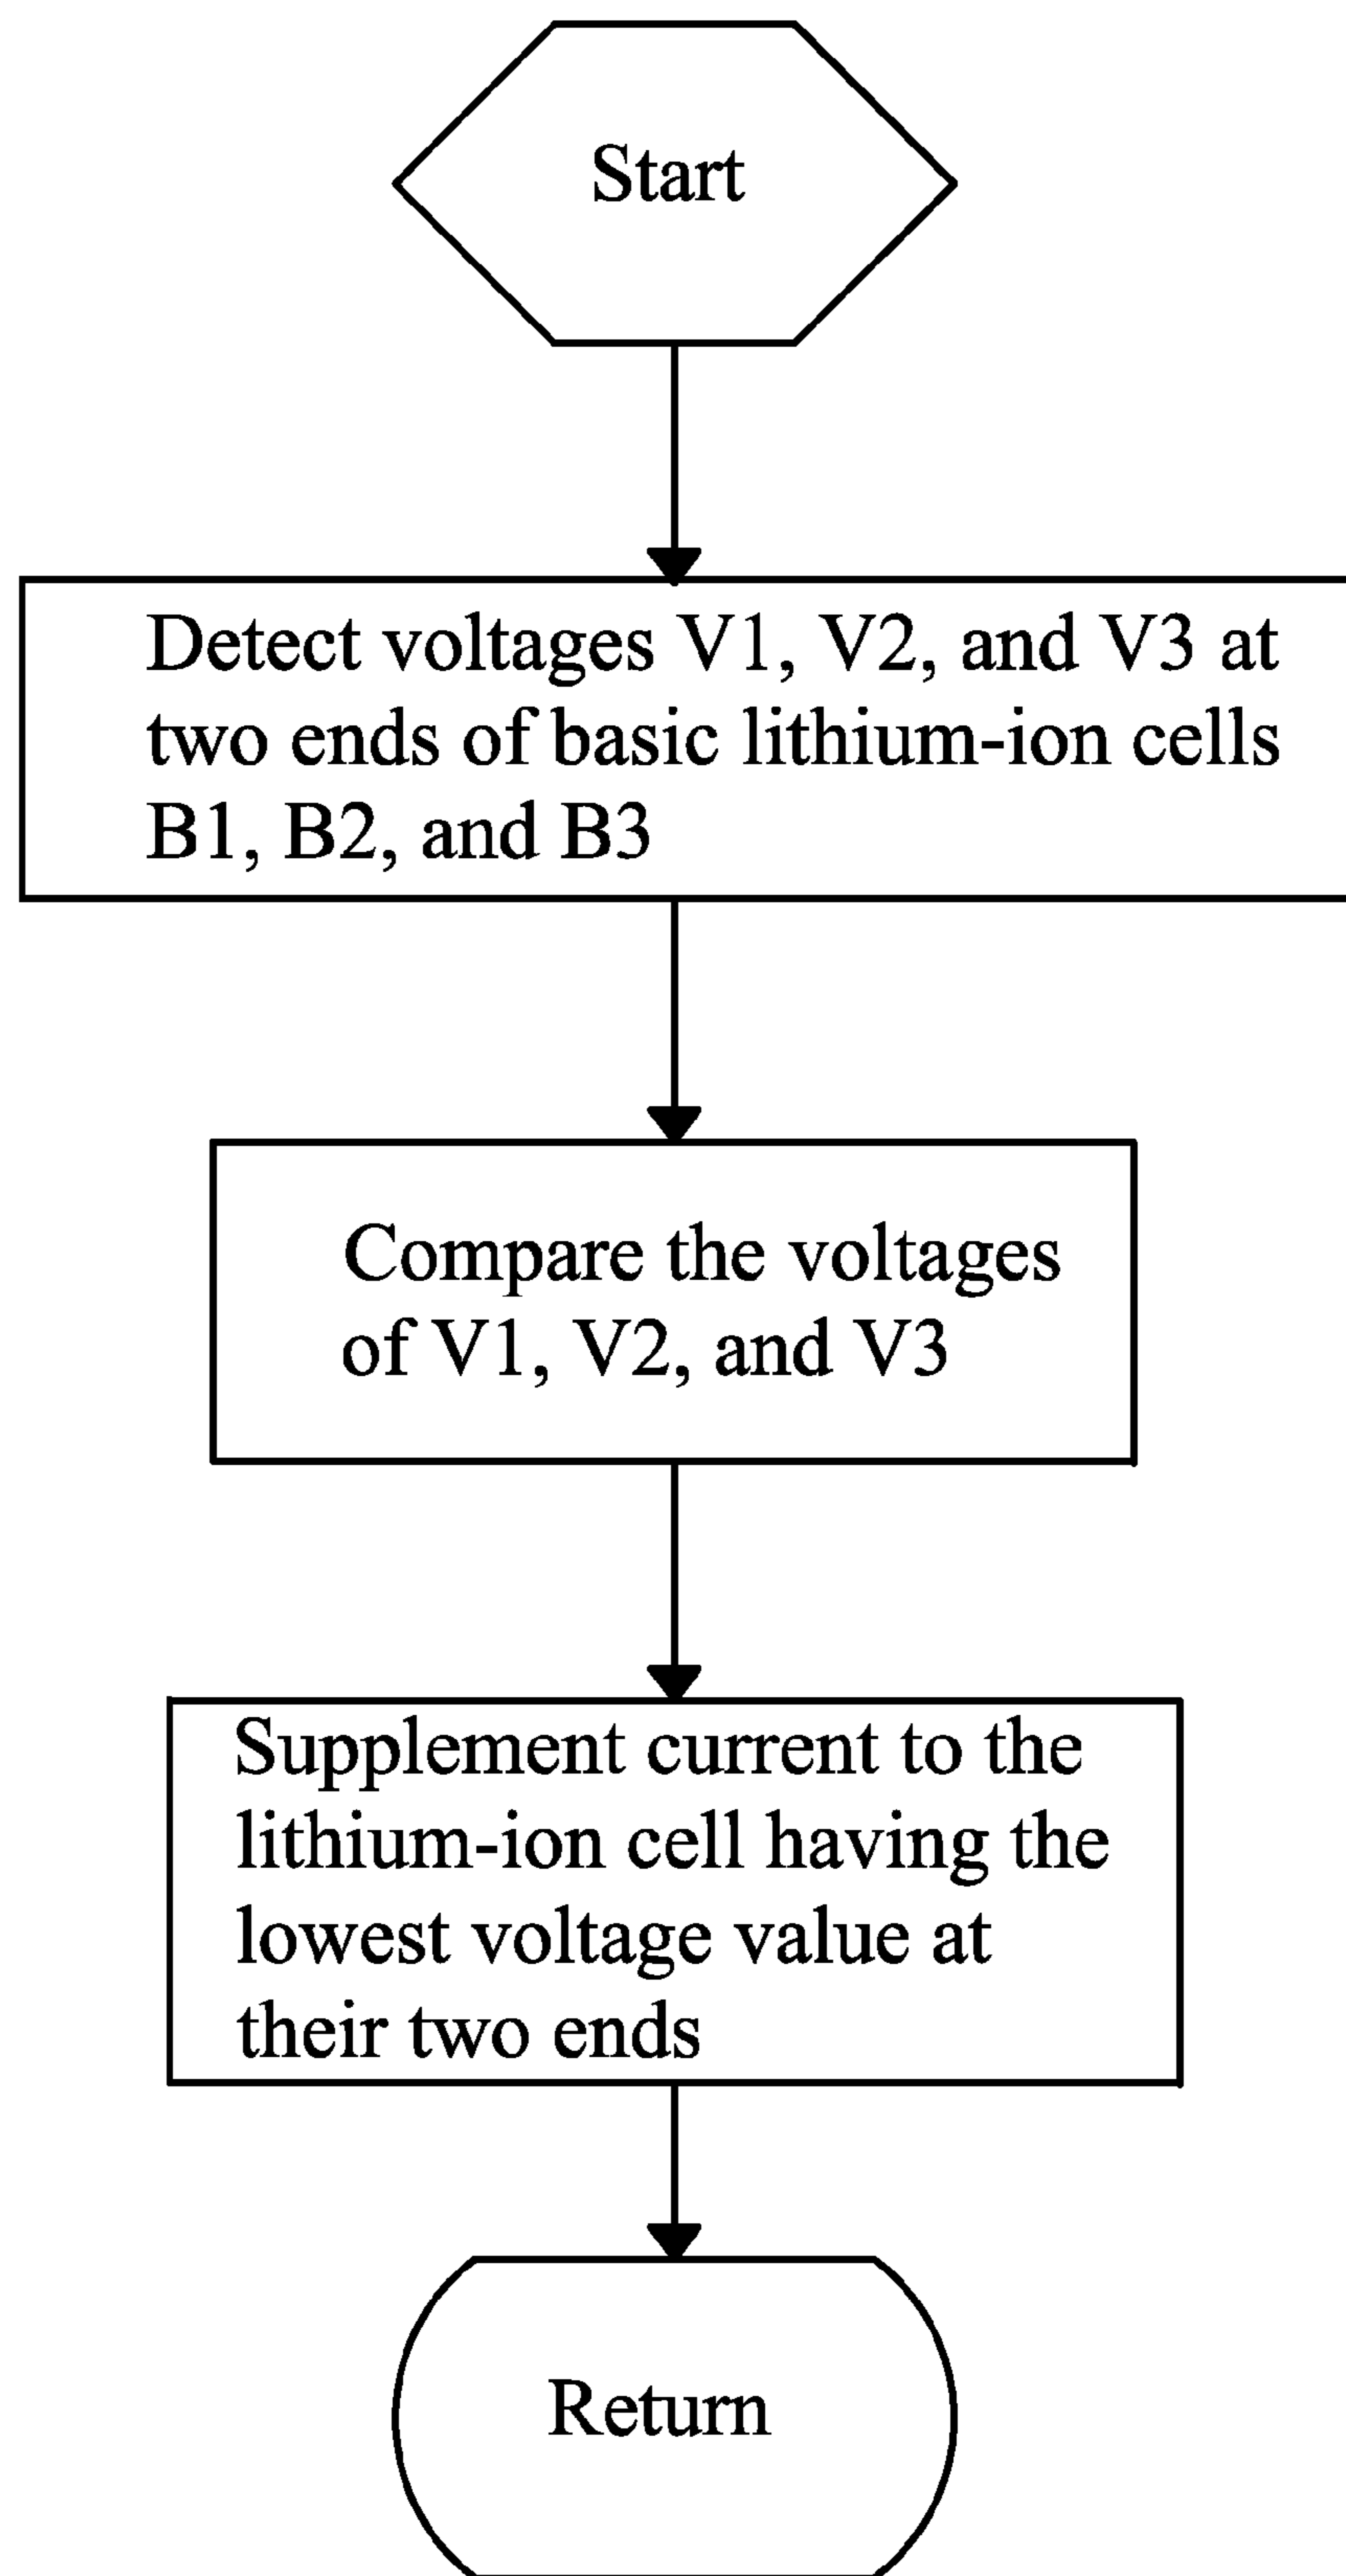 Start
Detect voltages V1, V2, and V3 at
two ends of basic lithium-ion cells
B1, B2, and B3
Compare the voltages
of V1, V2, and V3
Supplement current to the
lithium-ion cell having the
lowest voltage value at
their two ends
Return